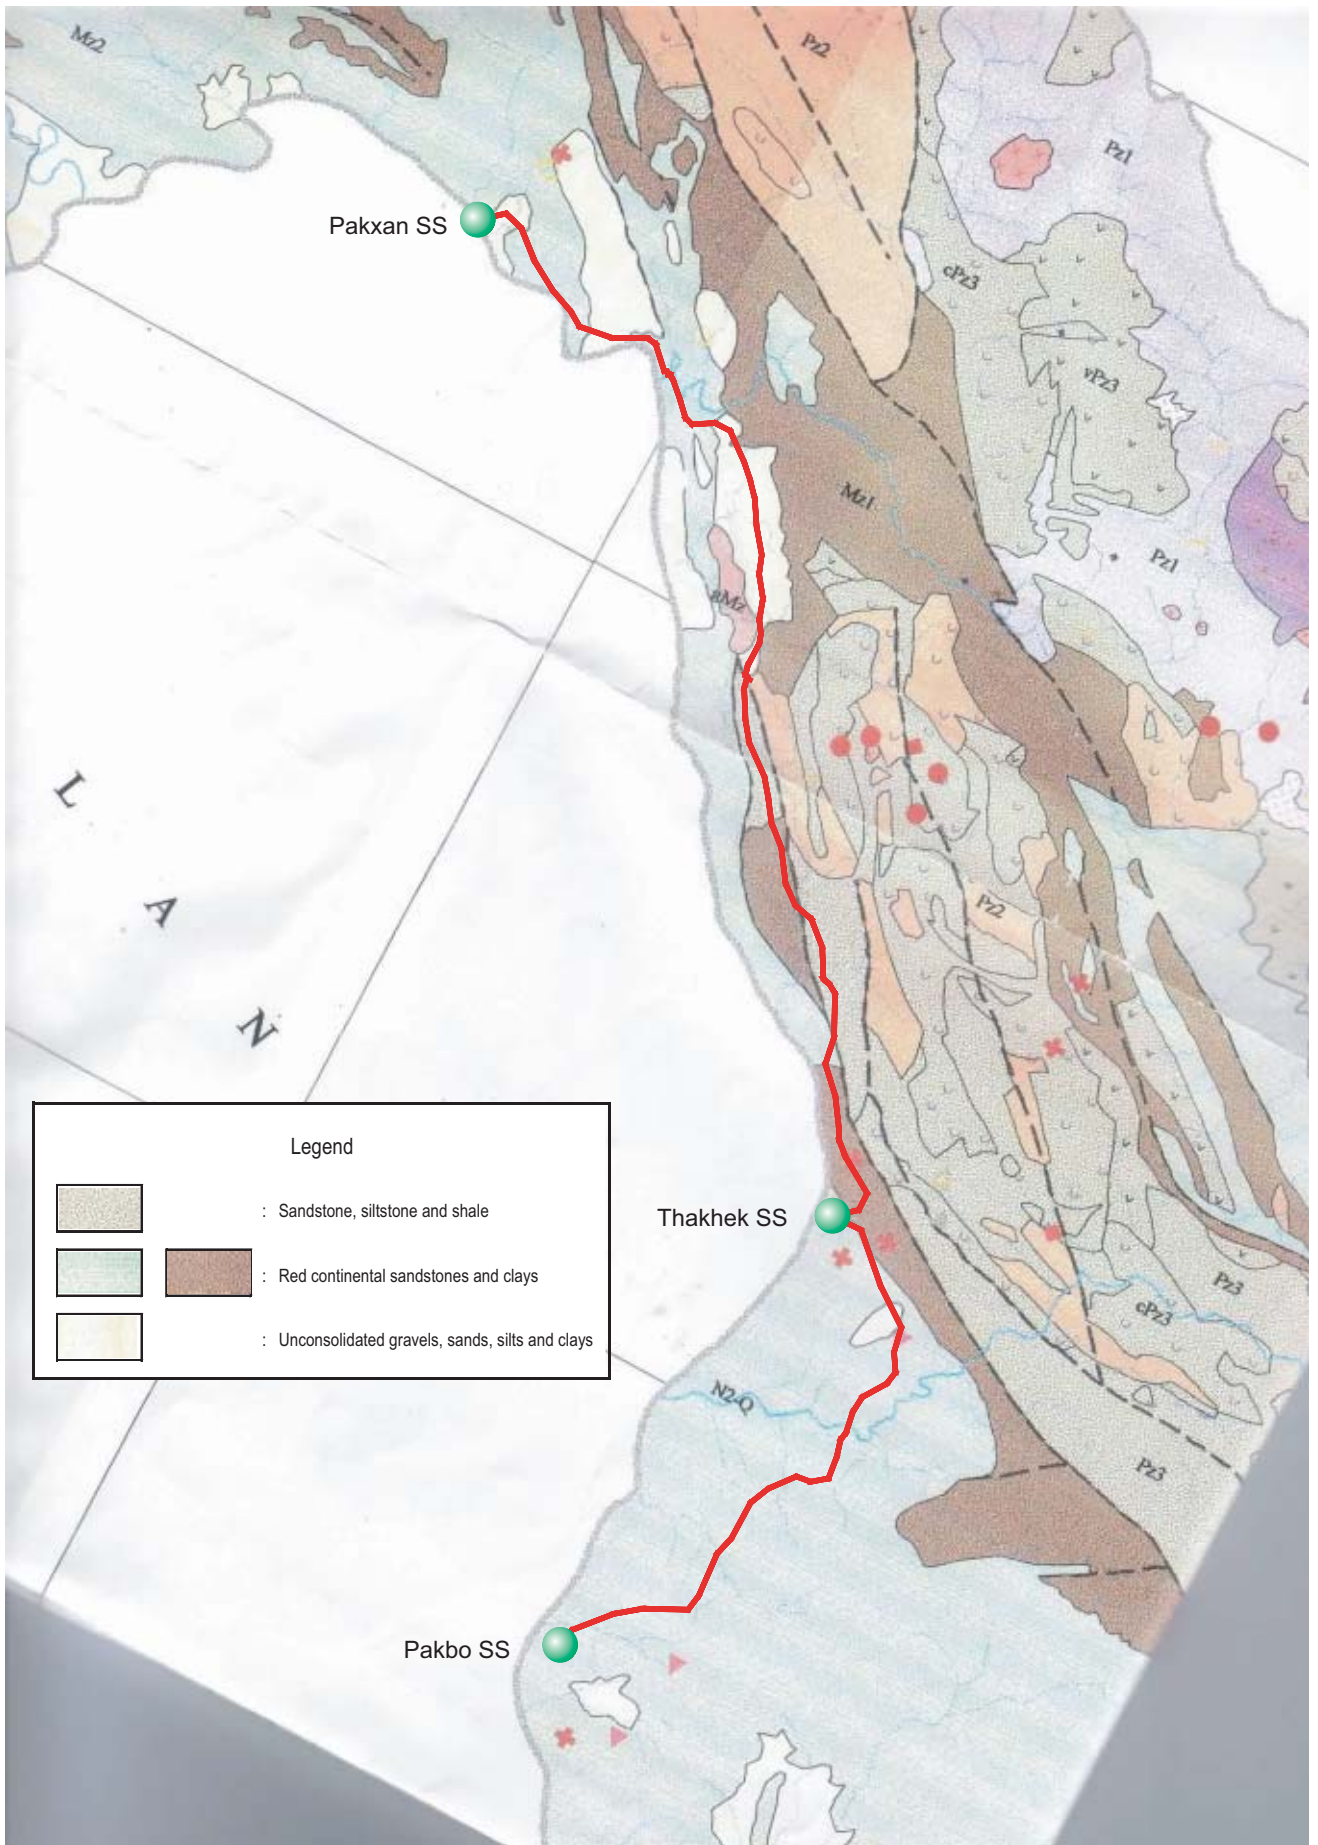 Mz2
Pz2
Pz1
Pakxan SS
cPz3
vPz3
Mz1
Pz1
gMz
L
A
N
Pz2
Legend
: Sandstone, siltstone and shale
: Red continental sandstones and clays
: Unconsolidated gravels, sands, silts and clays
Thakhek SS
Pz3
cPz3
N2-Q
Pz3
Pakbo SS